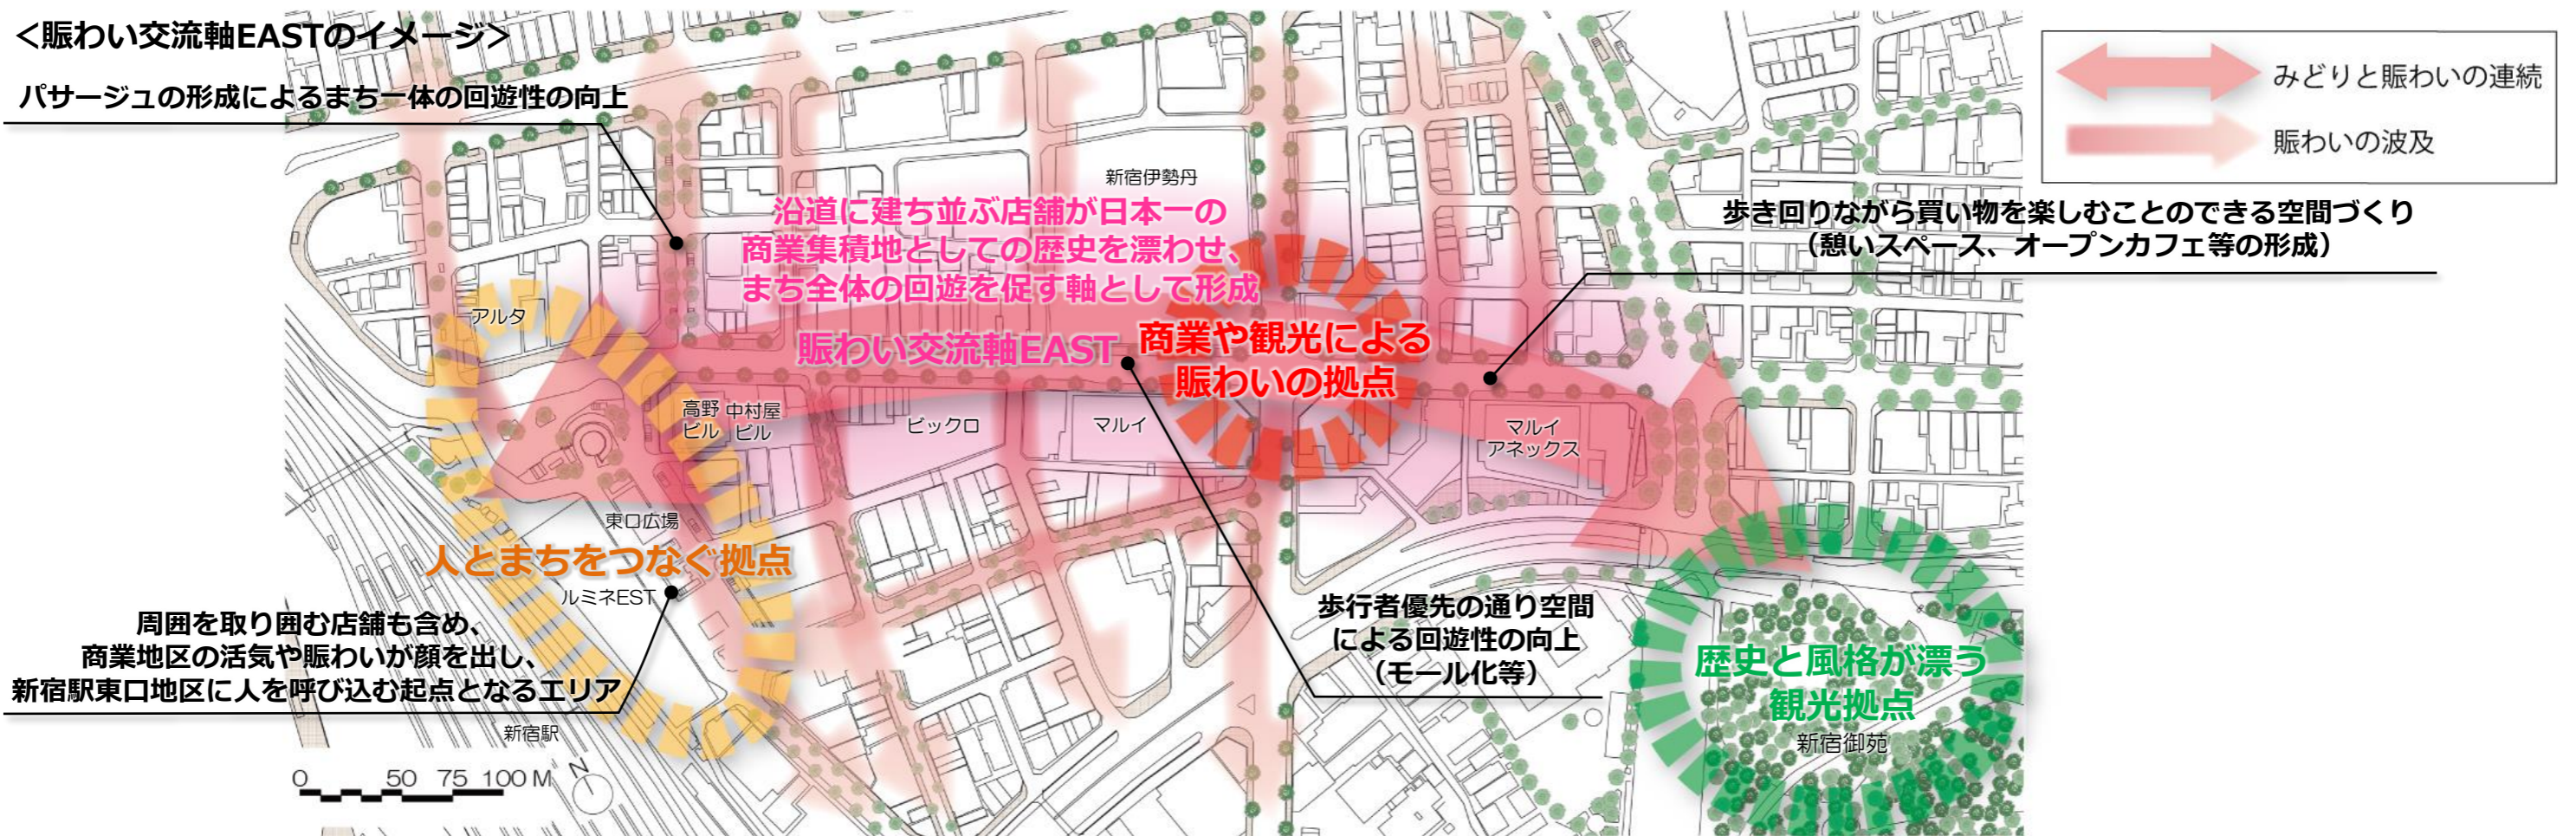 ＜賑わい交流軸EASTのイメージ＞
パサージュの形成によるまち一体の回遊性の向上
みどりと賑わいの連続
賑わいの波及
新宿伊勢丹
沿道に建ち並ぶ店舗が日本一の
商業集積地としての歴史を漂わせ、
まち全体の回遊を促す軸として形成
歩き回りながら買い物を楽しむことのできる空間づくり
（憩いスペース、オープンカフェ等の形成）
アルタ
賑わい交流軸EAST
商業や観光による
賑わいの拠点
高野
ビル
中村屋
ビル
ビックロ
マルイ
マルイ
アネックス
東口広場
人とまちをつなぐ拠点
ルミネEST
周囲を取り囲む店舗も含め、
商業地区の活気や賑わいが顔を出し、
新宿駅東口地区に人を呼び込む起点となるエリア
歩行者優先の通り空間
による回遊性の向上
（モール化等）
歴史と風格が漂う
観光拠点
新宿御苑
新宿駅
0 50 75 100 M
N